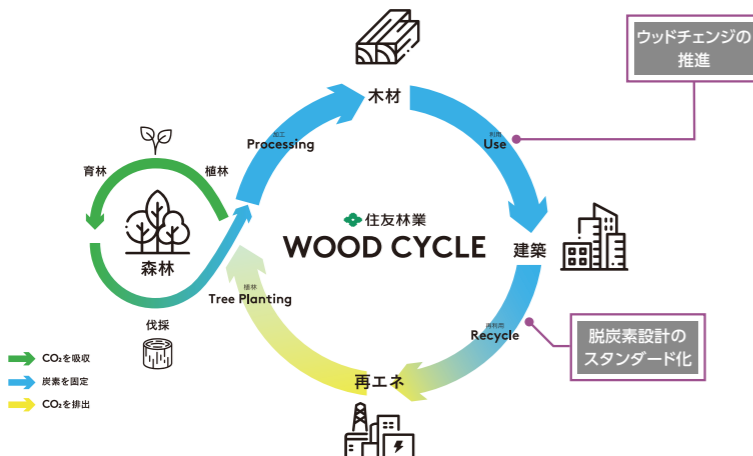 ウッドチェンジの
推進
木材
加工
Processing
利用
Use
育林
植林
森林
伐採
住友林業
WOOD CYCLE
建築
植林
Tree Planting
再利用
Recycle
脱炭素設計の
スタンダード化
再エネ
CO₂を吸収
炭素を固定
CO₂を排出